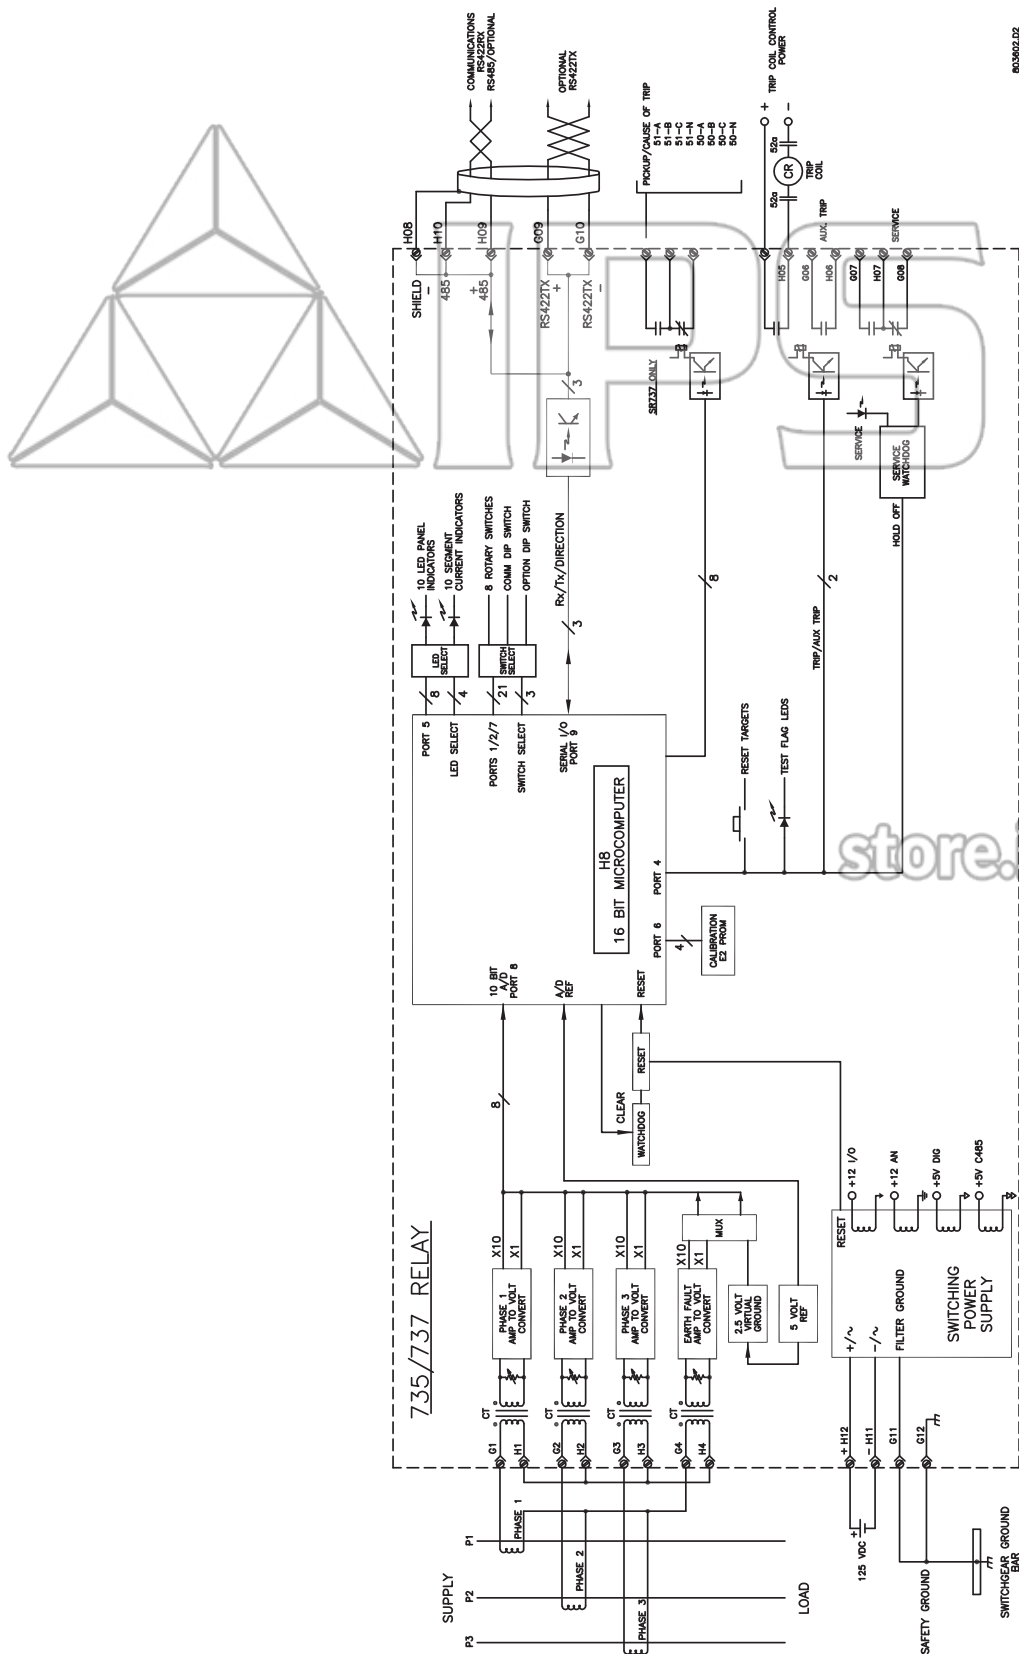 735/737 RELAY
SUPPLY
P1
P2
P3
LOAD
PHASE 1
PHASE 2
PHASE 3
G1
H1
G2
H2
G3
H3
G4
H4
CT
CT
CT
CT
PHASE 1
AMP TO VOLT
CONVERT
PHASE 2
AMP TO VOLT
CONVERT
PHASE 3
AMP TO VOLT
CONVERT
EARTH FAULT
AMP TO VOLT
CONVERT
X10
X1
X10
X1
X10
X1
X10
X1
MUX
2.5 VOLT
VIRTUAL
GROUND
5 VOLT
REF
125 VDC
+
+ H12
- H11
G11
G12
SAFETY GROUND
SWITCHGEAR GROUND
BAR
+/~
-/~
FILTER GROUND
SWITCHING
POWER
SUPPLY
RESET
+12 I/O
+12 AN
+5V DIG
+5V C485
8
CLEAR
WATCHDOG
RESET
10 BIT
A/D
PORT 8
A/D
REF
RESET
H8
16 BIT MICROCOMPUTER
PORT 6
PORT 4
4
CALIBRATION
E2 PROM
PORT 5
LED SELECT
PORTS 1/2/7
SWITCH SELECT
SERIAL I/O
PORT 9
8
4
21
3
3
LED
SELECT
SWITCH
SELECT
10 LED PANEL
INDICATORS
10 SEGMENT
CURRENT INDICATORS
8 ROTARY SWITCHES
COMM DIP SWITCH
OPTION DIP SWITCH
Rx/Tx/DIRECTION
3
RESET TARGETS
TEST FLAG LEDS
8
TRIP/AUX TRIP
2
HOLD OFF
SERVICE
WATCHDOG
SERVICE
SR737 ONLY
SHIELD
-
485
+
485
RS422TX
+
RS422TX
-
H08
H10
H09
G09
G10
COMMUNICATIONS
RS422RX
RS485/OPTIONAL
OPTIONAL
RS422TX
PICKUP/CAUSE OF TRIP
51-A
51-B
51-C
51-N
50-A
50-B
50-C
50-N
H05
G06
H06
G07
H07
G08
+
-
TRIP COIL CONTROL
POWER
52a
CR
52a
TRIP
COIL
AUX. TRIP
SERVICE
803602.D2
IPS
store.i